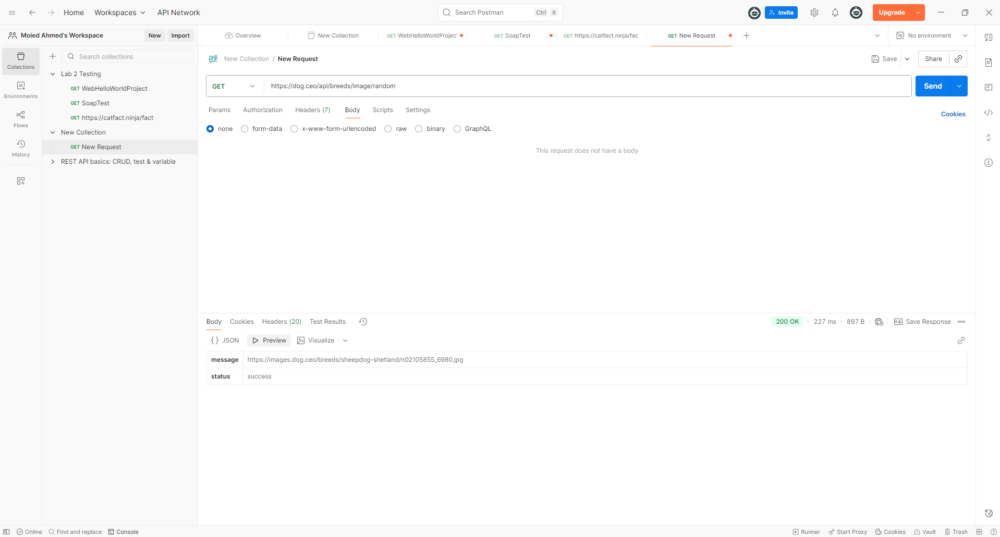 Home Workspaces API Network Search Postman Ctrl K Invite Upgrade
Moied Ahmed's Workspace New Import
Overview New Collection GET WebHelloWorldProjec GET SoapTest GET https://catfact.ninja/fac GET New Request No environment
Collections
Environments
Flows
History
Search collections
Lab 2 Testing
GET WebHelloWorldProject
GET SoapTest
GET https://catfact.ninja/fact
New Collection
GET New Request
REST API basics: CRUD, test & variable
HTTP New Collection / New Request Save Share
GET https://dog.ceo/api/breeds/image/random Send
Params Authorization Headers (7) Body Scripts Settings Cookies
none form-data x-www-form-urlencoded raw binary GraphQL
This request does not have a body
Body Cookies Headers (20) Test Results 200 OK 227 ms 897 B e.g. Save Response
{} JSON Preview Visualize
message https://images.dog.ceo/breeds/sheepdog-shetland/n02105855_6980.jpg
status success
Online Find and replace Console Runner Start Proxy Cookies Vault Trash